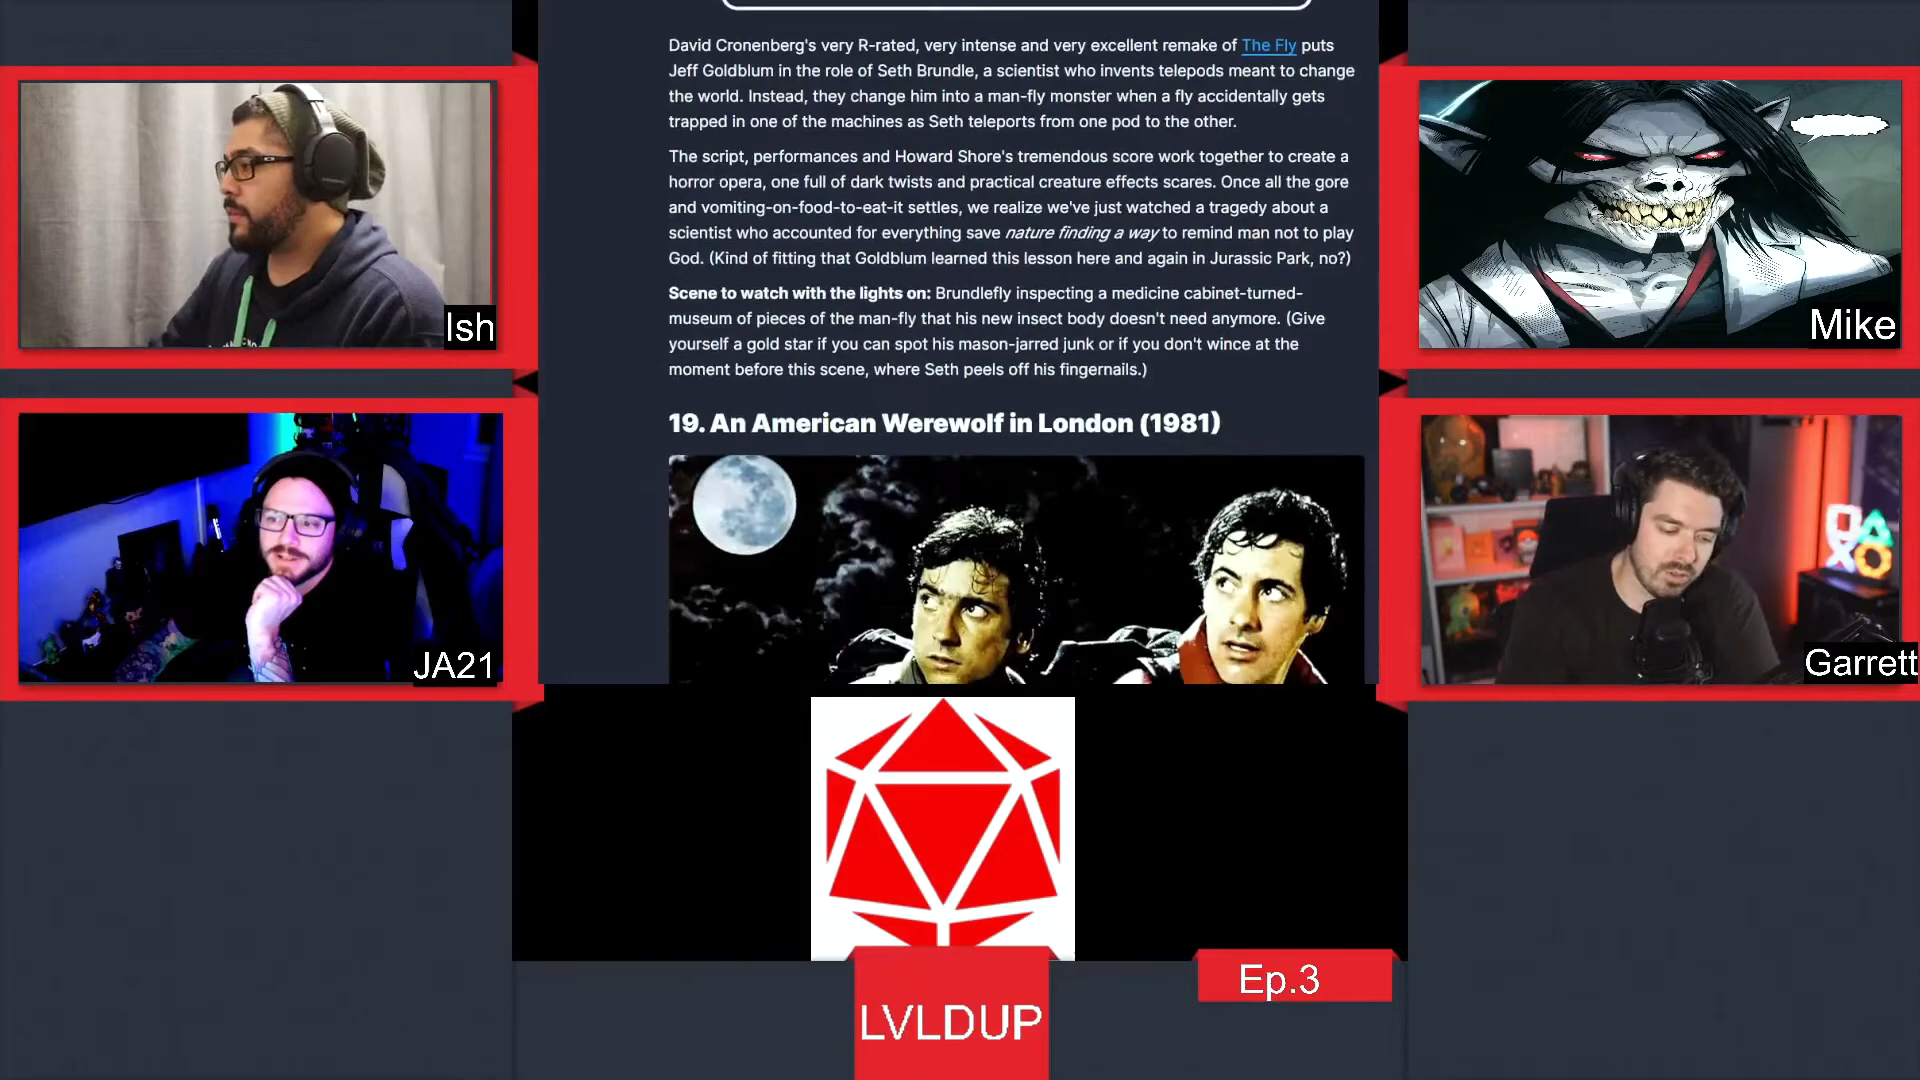 David Cronenberg's very R-rated, very intense and very excellent remake of The Fly puts
Jeff Goldblum in the role of Seth Brundle, a scientist who invents telepods meant to change
the world. Instead, they change him into a man-fly monster when a fly accidentally gets
trapped in one of the machines as Seth teleports from one pod to the other.
The script, performances and Howard Shore's tremendous score work together to create a
horror opera, one full of dark twists and practical creature effects scares. Once all the gore
and vomiting-on-food-to-eat-it settles, we realize we've just watched a tragedy about a
scientist who accounted for everything save nature finding a way to remind man not to play
God. (Kind of fitting that Goldblum learned this lesson here and again in Jurassic Park, no?)
Scene to watch with the lights on: Brundlefly inspecting a medicine cabinet-turned-
museum of pieces of the man-fly that his new insect body doesn't need anymore. (Give
yourself a gold star if you can spot his mason-jarred junk or if you don't wince at the
moment before this scene, where Seth peels off his fingernails.)
19. An American Werewolf in London (1981)
Ish
Mike
JA21
Garrett
Ep.3
LVLDUP